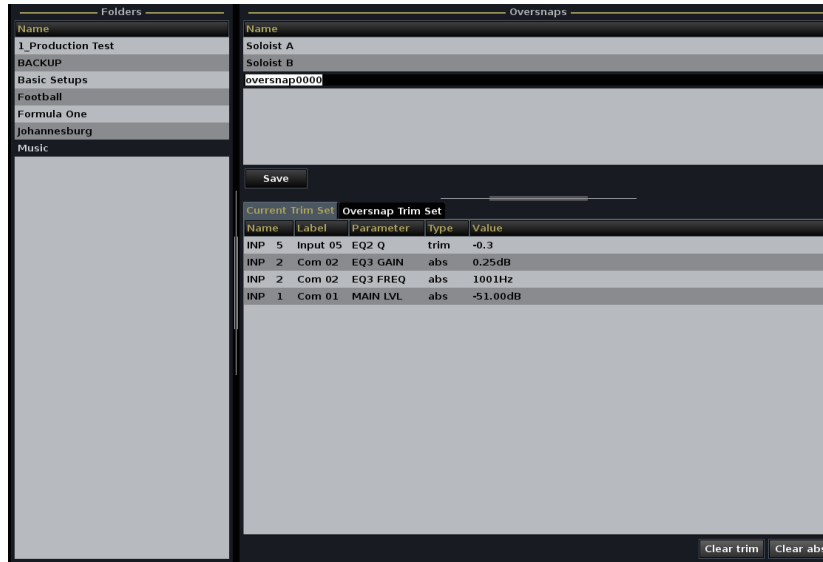 Folders
Name
1_Production Test
BACKUP
Basic Setups
Football
Formula One
Johannesburg
Music
Oversnaps
Name
Soloist A
Soloist B
oversnap0000
Save
Current Trim Set Oversnap Trim Set
Name Label Parameter Type Value
INP 5 Input 05 EQ2 Q trim -0.3
INP 2 Com 02 EQ3 GAIN abs 0.25dB
INP 2 Com 02 EQ3 FREQ abs 1001Hz
INP 1 Com 01 MAIN LVL abs -51.00dB
Clear trim Clear abs